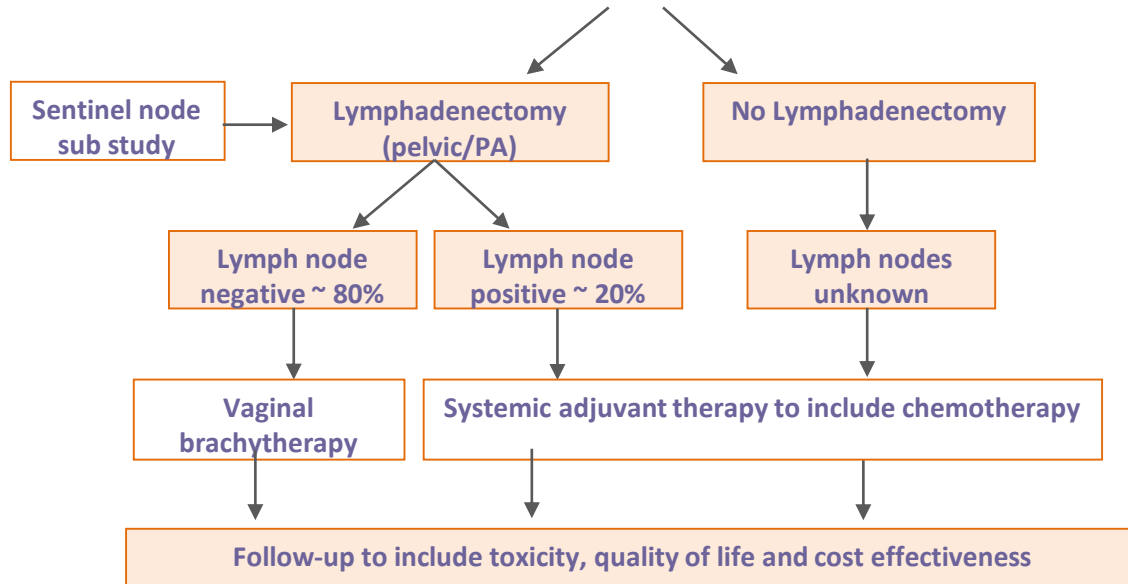 Sentinel node
sub study
Lymphadenectomy
(pelvic/PA)
No Lymphadenectomy
Lymph node
negative ~ 80%
Lymph node
positive ~ 20%
Lymph nodes
unknown
Vaginal
brachytherapy
Systemic adjuvant therapy to include chemotherapy
Follow-up to include toxicity, quality of life and cost effectiveness